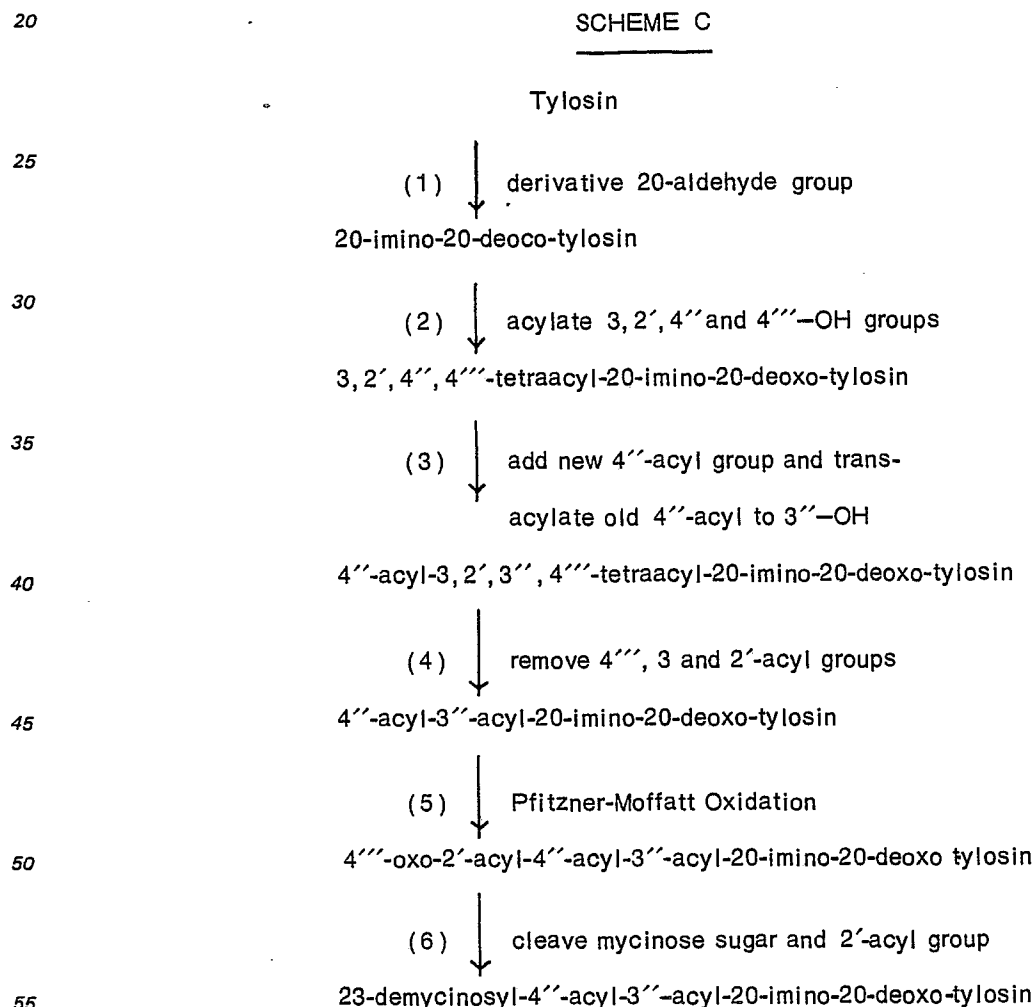 20 SCHEME C
Tylosin
25
(1) derivative 20-aldehyde group
20-imino-20-deoco-tylosin
30
(2) acylate 3, 2′, 4′′ and 4′′′–OH groups
3, 2′, 4′′, 4′′′-tetraacyl-20-imino-20-deoxo-tylosin
35
(3) add new 4′′-acyl group and trans-
acylate old 4′′-acyl to 3′′–OH
40 4′′-acyl-3, 2′, 3′′, 4′′′-tetraacyl-20-imino-20-deoxo-tylosin
(4) remove 4′′′, 3 and 2′-acyl groups
45 4′′-acyl-3′′-acyl-20-imino-20-deoxo-tylosin
(5) Pfitzner-Moffatt Oxidation
50 4′′′-oxo-2′-acyl-4′′-acyl-3′′-acyl-20-imino-20-deoxo tylosin
(6) cleave mycinose sugar and 2′-acyl group
55 23-demycinosyl-4′′-acyl-3′′-acyl-20-imino-20-deoxo-tylosin